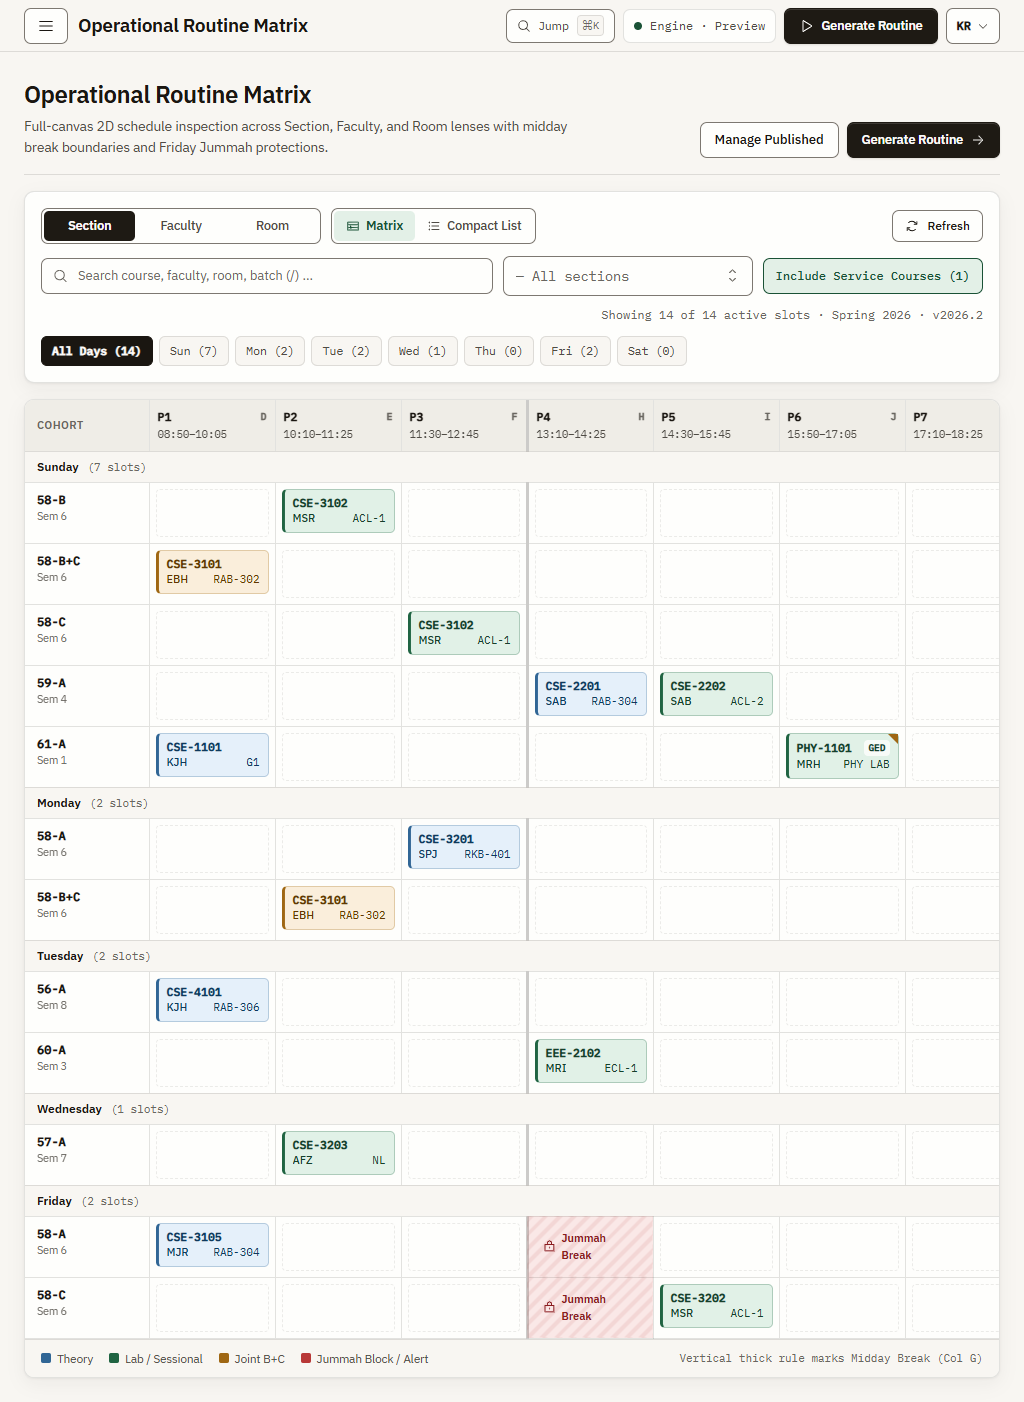 Operational Routine Matrix
Jump ⌘K
Engine · Preview
Generate Routine
KR
Operational Routine Matrix
Full-canvas 2D schedule inspection across Section, Faculty, and Room lenses with midday
break boundaries and Friday Jummah protections.
Manage Published
Generate Routine →
Section Faculty Room
Matrix Compact List
Refresh
Search course, faculty, room, batch (/) ...
— All sections
Include Service Courses (1)
Showing 14 of 14 active slots · Spring 2026 · v2026.2
All Days (14) Sun (7) Mon (2) Tue (2) Wed (1) Thu (0) Fri (2) Sat (0)
COHORT
P1 D P2 E P3 F P4 H P5 I P6 J P7
08:50–10:05 10:10–11:25 11:30–12:45 13:10–14:25 14:30–15:45 15:50–17:05 17:10–18:25
Sunday (7 slots)
58-B
Sem 6
CSE-3102
MSR ACL-1
58-B+C
Sem 6
CSE-3101
EBH RAB-302
58-C
Sem 6
CSE-3102
MSR ACL-1
59-A
Sem 4
CSE-2201
SAB RAB-304
CSE-2202
SAB ACL-2
61-A
Sem 1
CSE-1101
KJH G1
PHY-1101 GED
MRH PHY LAB
Monday (2 slots)
58-A
Sem 6
CSE-3201
SPJ RKB-401
58-B+C
Sem 6
CSE-3101
EBH RAB-302
Tuesday (2 slots)
56-A
Sem 8
CSE-4101
KJH RAB-306
60-A
Sem 3
EEE-2102
MRI ECL-1
Wednesday (1 slots)
57-A
Sem 7
CSE-3203
AFZ NL
Friday (2 slots)
58-A
Sem 6
CSE-3105
MJR RAB-304
Jummah
Break
58-C
Sem 6
Jummah
Break
CSE-3202
MSR ACL-1
Theory Lab / Sessional Joint B+C Jummah Block / Alert
Vertical thick rule marks Midday Break (Col G)